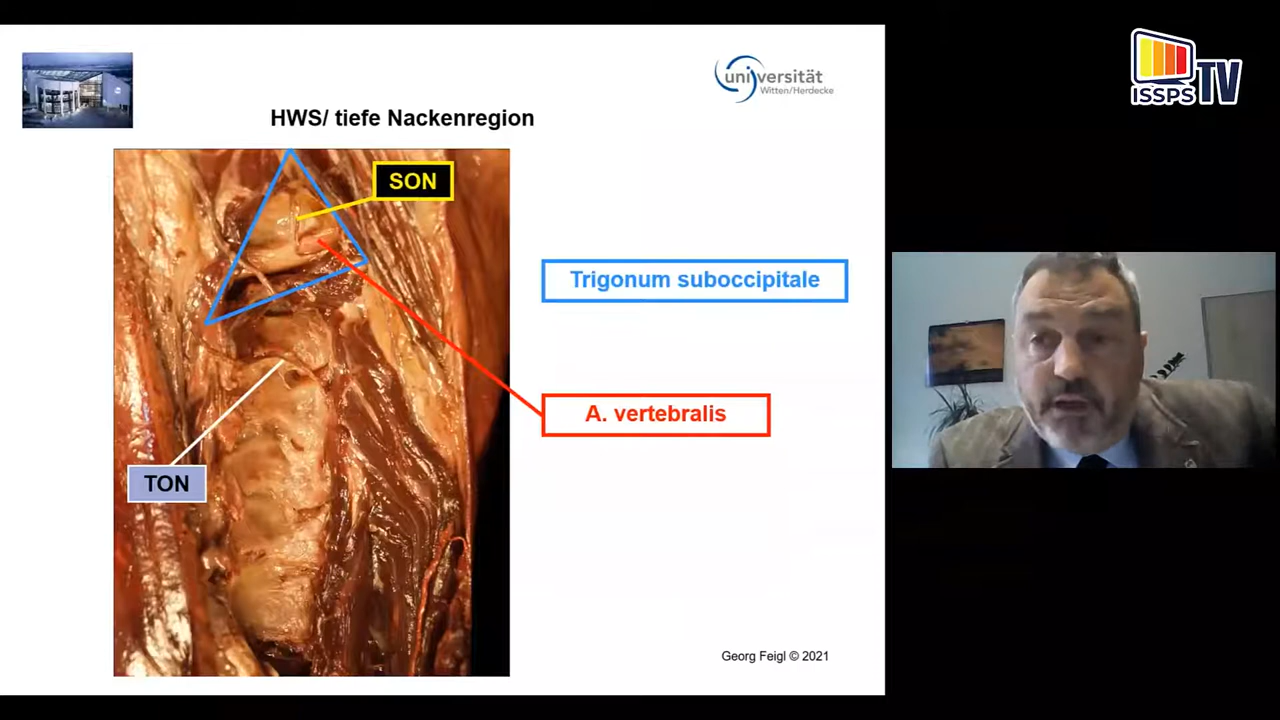 universität
Witten/Herdecke
ISSPS TV
HWS/ tiefe Nackenregion
SON
Trigonum suboccipitale
A. vertebralis
TON
Georg Feigl © 2021